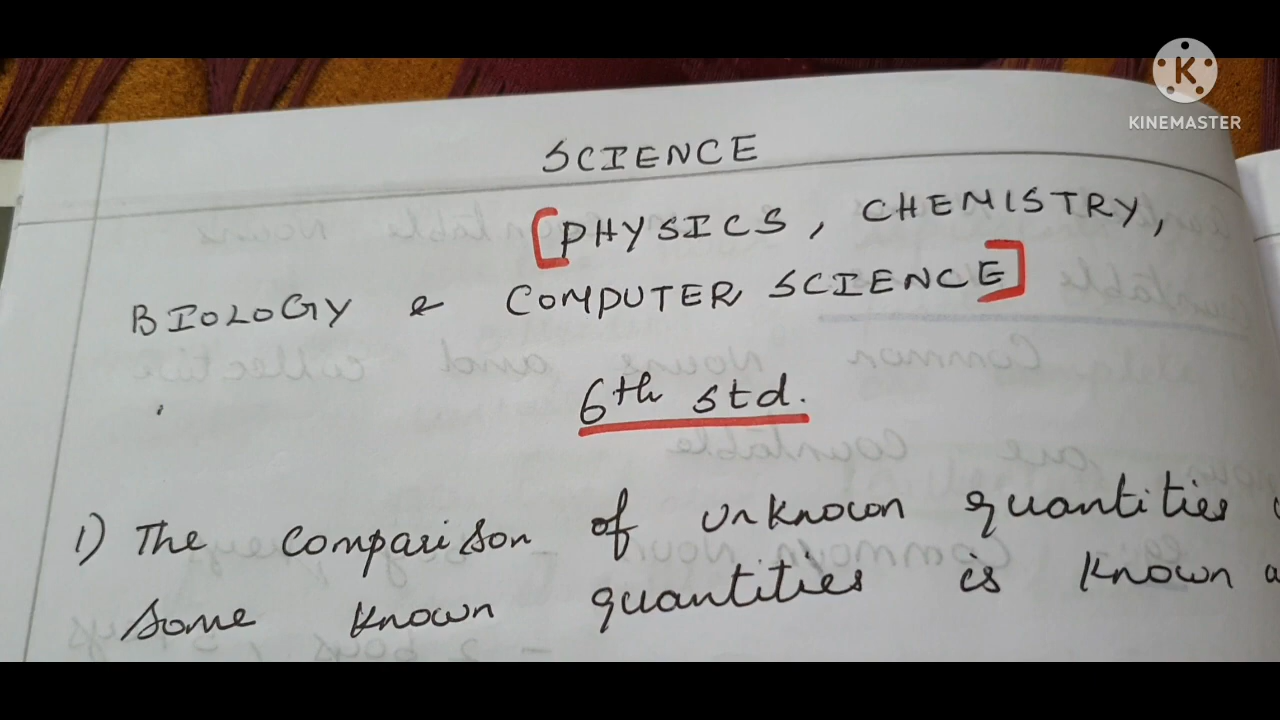 SCIENCE
[PHYSICS, CHEMISTRY,
BIOLOGY & COMPUTER SCIENCE]
6th std.
1) The comparison of unknown quantities
some known quantities is known
K
KINEMASTER